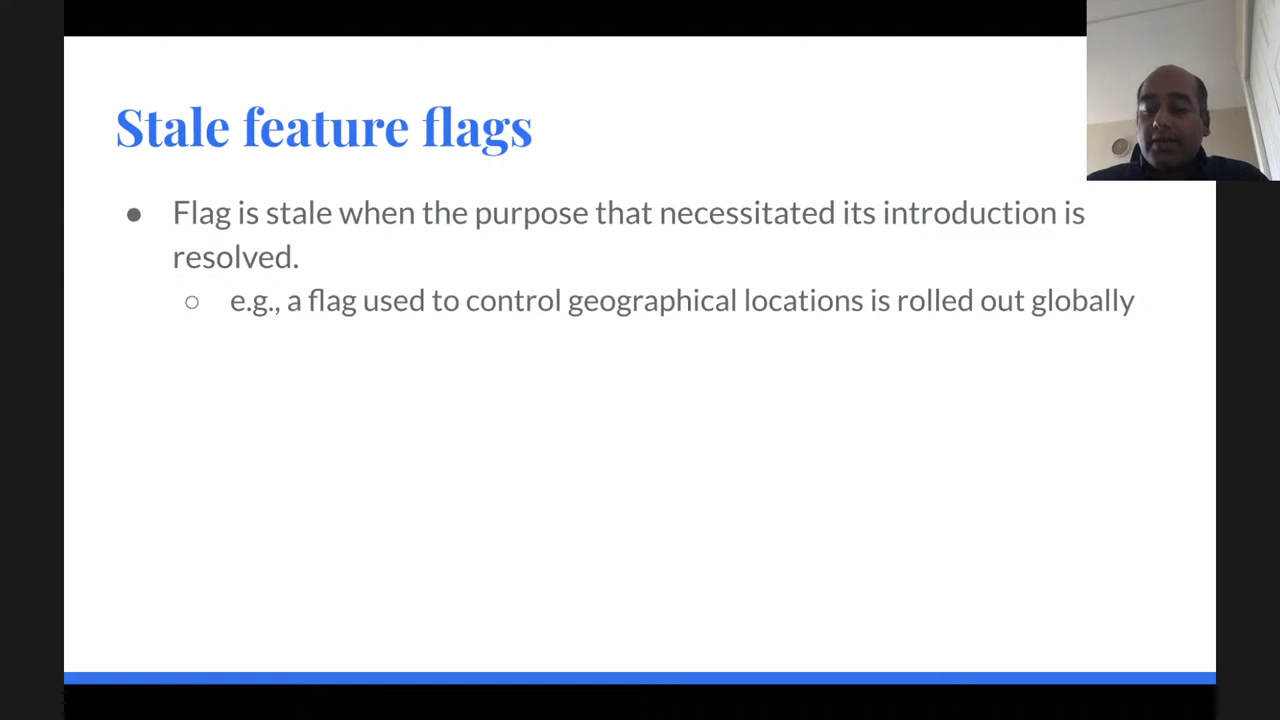 Stale feature flags
● Flag is stale when the purpose that necessitated its introduction is
resolved.
○ e.g., a flag used to control geographical locations is rolled out globally